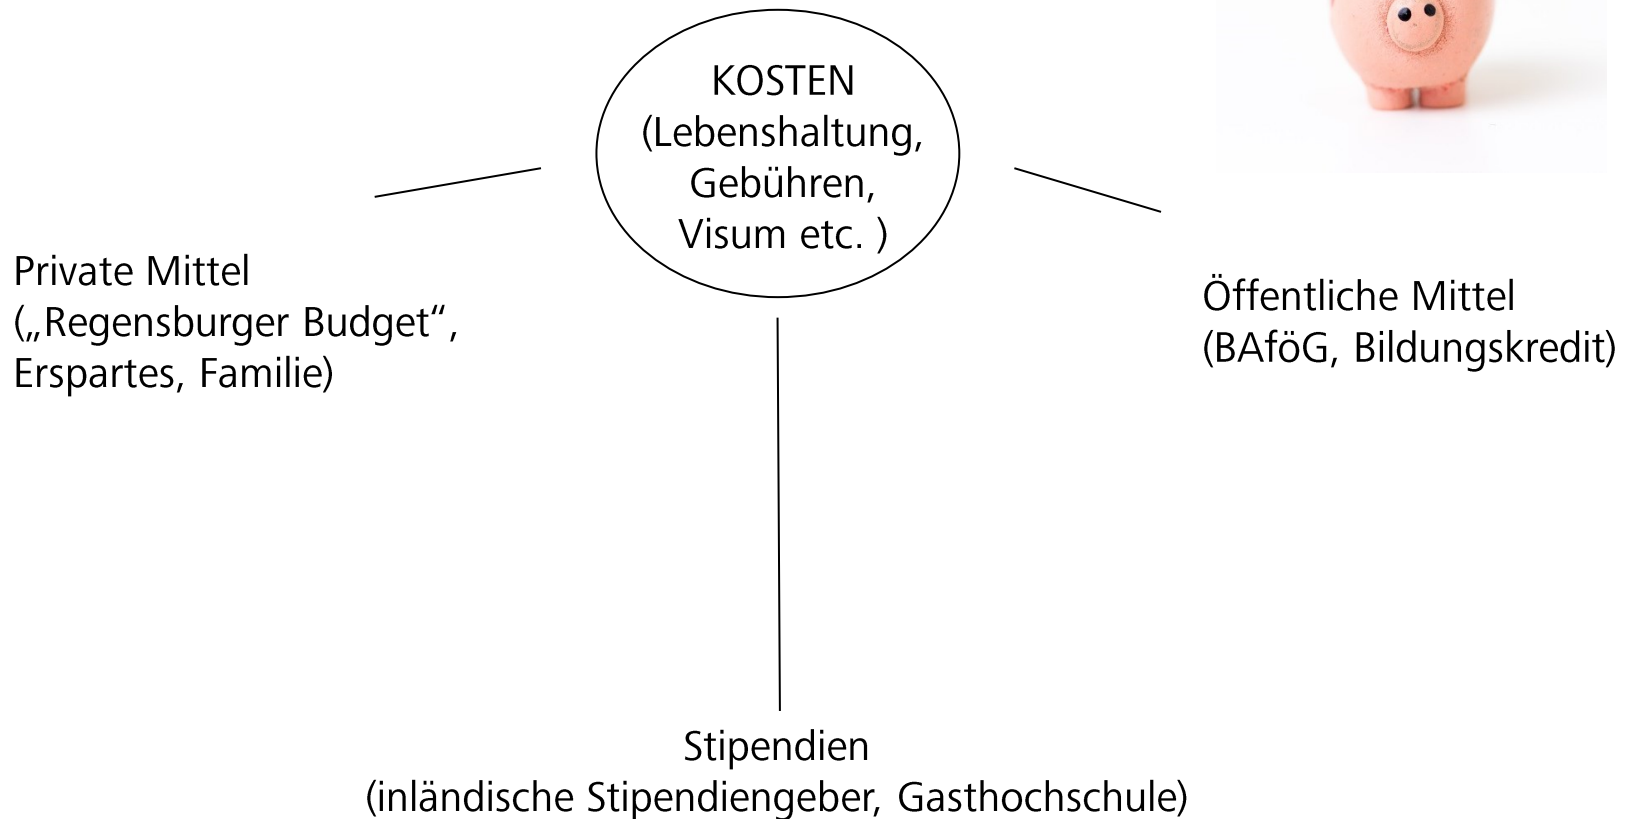 KOSTEN
(Lebenshaltung,
Gebühren,
Visum etc. )
Private Mittel
(„Regensburger Budget“,
Erspartes, Familie)
Öffentliche Mittel
(BAföG, Bildungskredit)
Stipendien
(inländische Stipendiengeber, Gasthochschule)